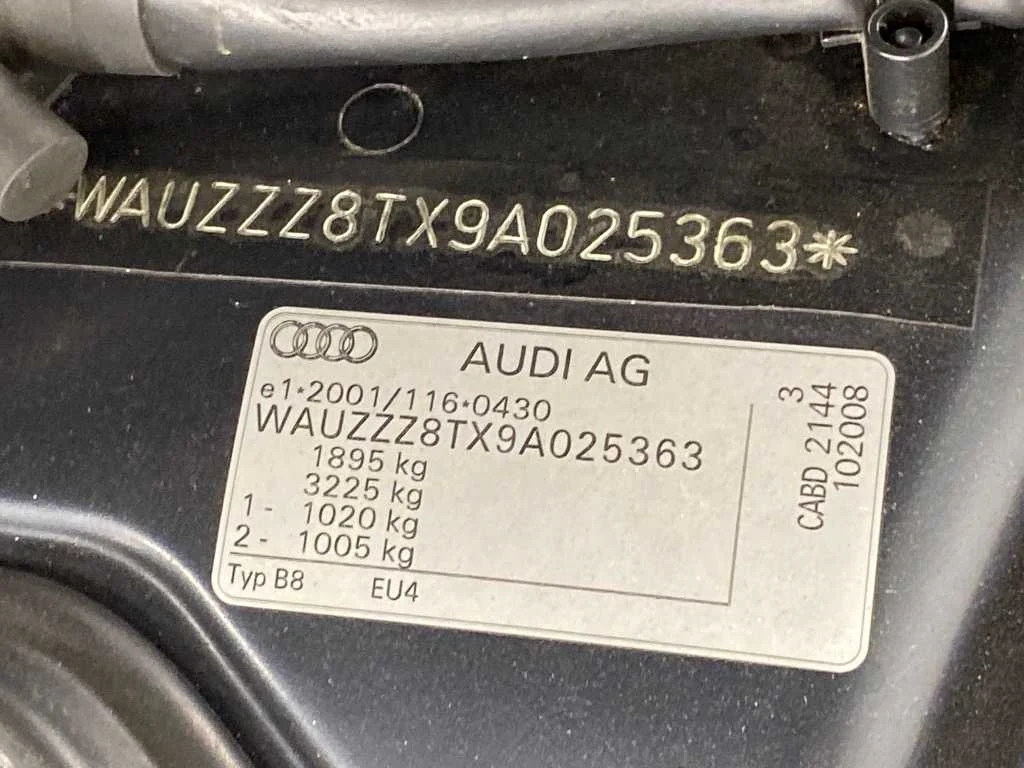 WAUZZZ8TX9A025363*
AUDI AG
e1*2001/116*0430
WAUZZZ8TX9A025363
1895 kg
3225 kg
1 - 1020 kg
2 - 1005 kg
Typ B8 EU4
3
CABD 2144
102008